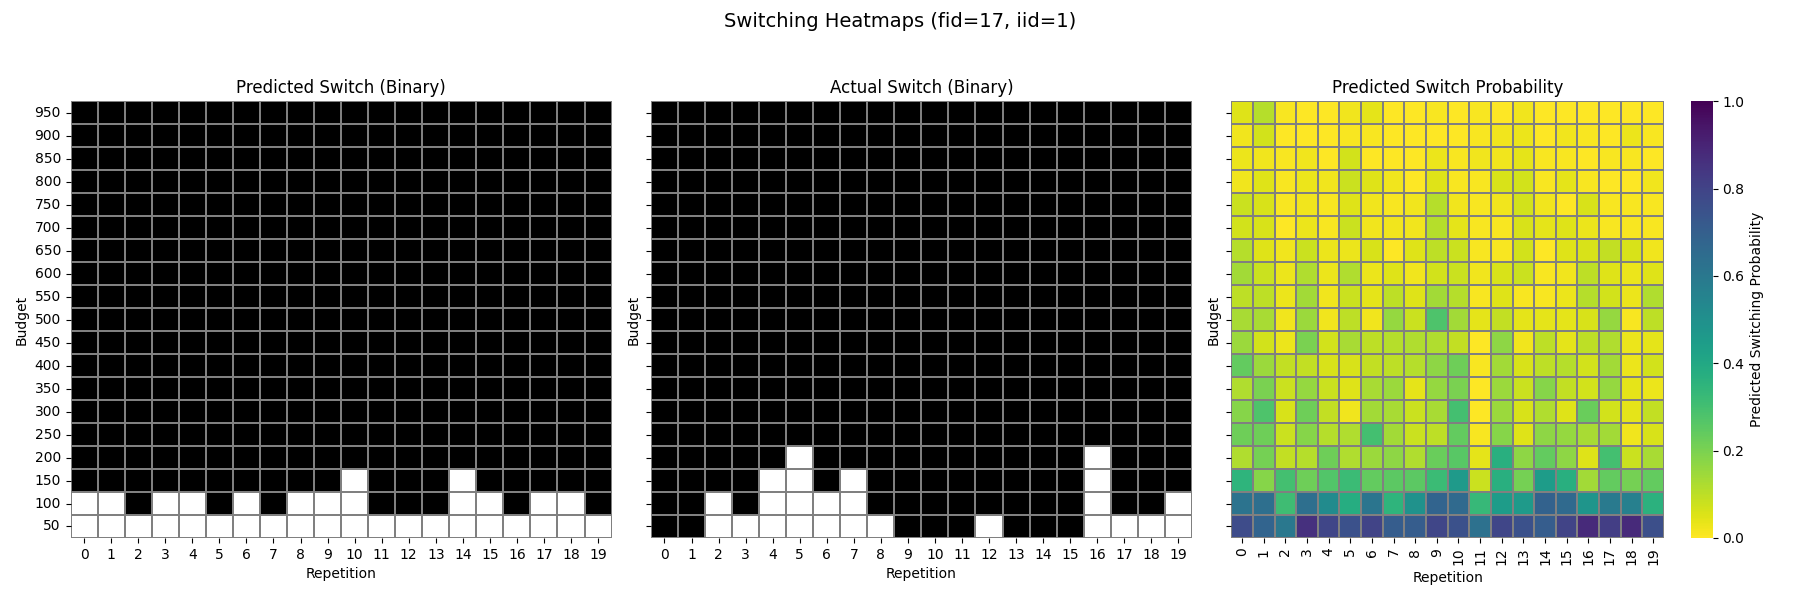 Switching Heatmaps (fid=17, iid=1)
Predicted Switch (Binary)
Budget
950
900
850
800
750
700
650
600
550
500
450
400
350
300
250
200
150
100
50
0 1 2 3 4 5 6 7 8 9 10 11 12 13 14 15 16 17 18 19
Repetition
Actual Switch (Binary)
Budget
0 1 2 3 4 5 6 7 8 9 10 11 12 13 14 15 16 17 18 19
Repetition
Predicted Switch Probability
Budget
0 1 2 3 4 5 6 7 8 9 10 11 12 13 14 15 16 17 18 19
Repetition
1.0
0.8
0.6
0.4
0.2
0.0
Predicted Switching Probability